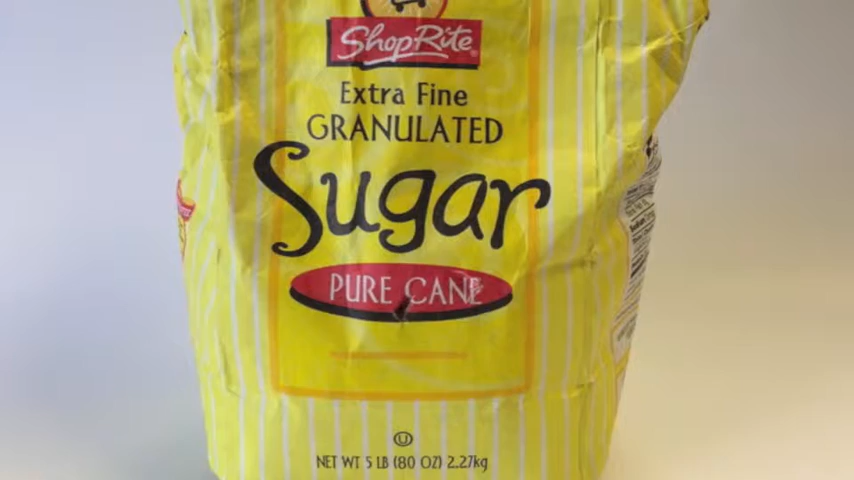 ShopRite®
Extra Fine
GRANULATED
Sugar
PURE CANE
Ⓤ
NET WT 5 LB (80 OZ) 2.27kg